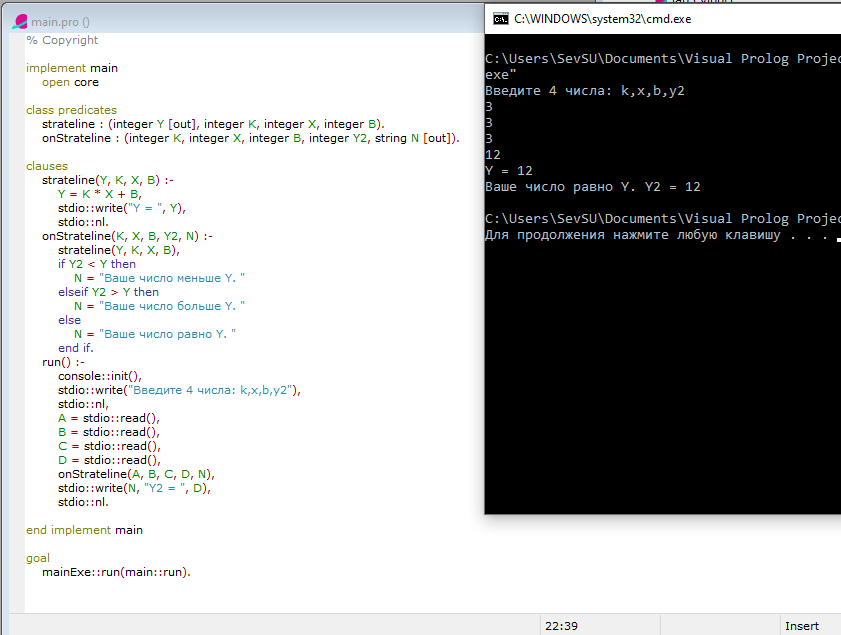 main.pro ()
% Copyright
implement main
open core
class predicates
strateline : (integer Y [out], integer K, integer X, integer B).
onStrateline : (integer K, integer X, integer B, integer Y2, string N [out]).
clauses
strateline(Y, K, X, B) :-
Y = K * X + B,
stdio::write("Y = ", Y),
stdio::nl.
onStrateline(K, X, B, Y2, N) :-
strateline(Y, K, X, B),
if Y2 < Y then
N = "Ваше число меньше Y. "
elseif Y2 > Y then
N = "Ваше число больше Y. "
else
N = "Ваше число равно Y. "
end if.
run() :-
console::init(),
stdio::write("Введите 4 числа: k,x,b,y2"),
stdio::nl,
A = stdio::read(),
B = stdio::read(),
C = stdio::read(),
D = stdio::read(),
onStrateline(A, B, C, D, N),
stdio::write(N, "Y2 = ", D),
stdio::nl.
end implement main
goal
mainExe::run(main::run).
22:39
Insert
C:\WINDOWS\system32\cmd.exe
C:\Users\SevSU\Documents\Visual Prolog Projec
exe"
Введите 4 числа: k,x,b,y2
3
3
3
12
Y = 12
Ваше число равно Y. Y2 = 12
C:\Users\SevSU\Documents\Visual Prolog Projec
Для продолжения нажмите любую клавишу . . .